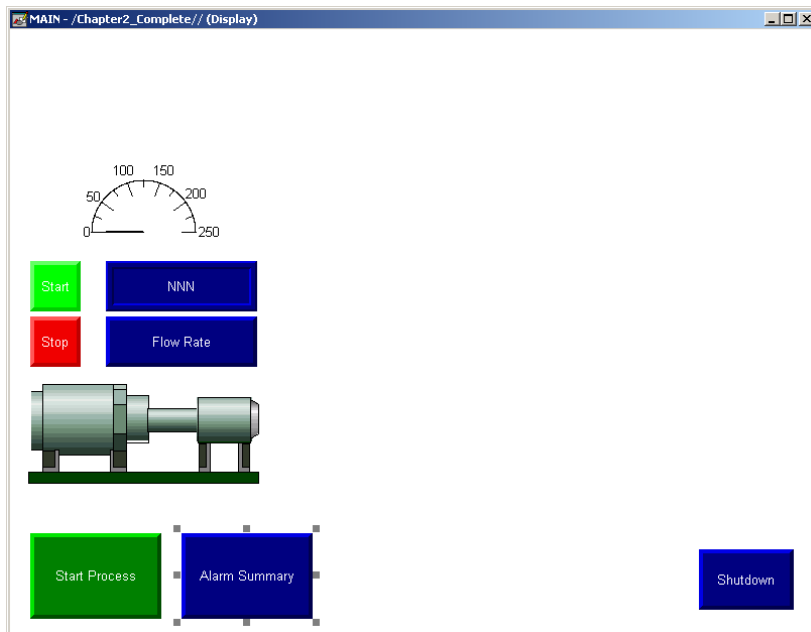 MAIN - /Chapter2_Complete// (Display)
100 150
50 200
0 250
Start NNN
Stop Flow Rate
Start Process Alarm Summary Shutdown